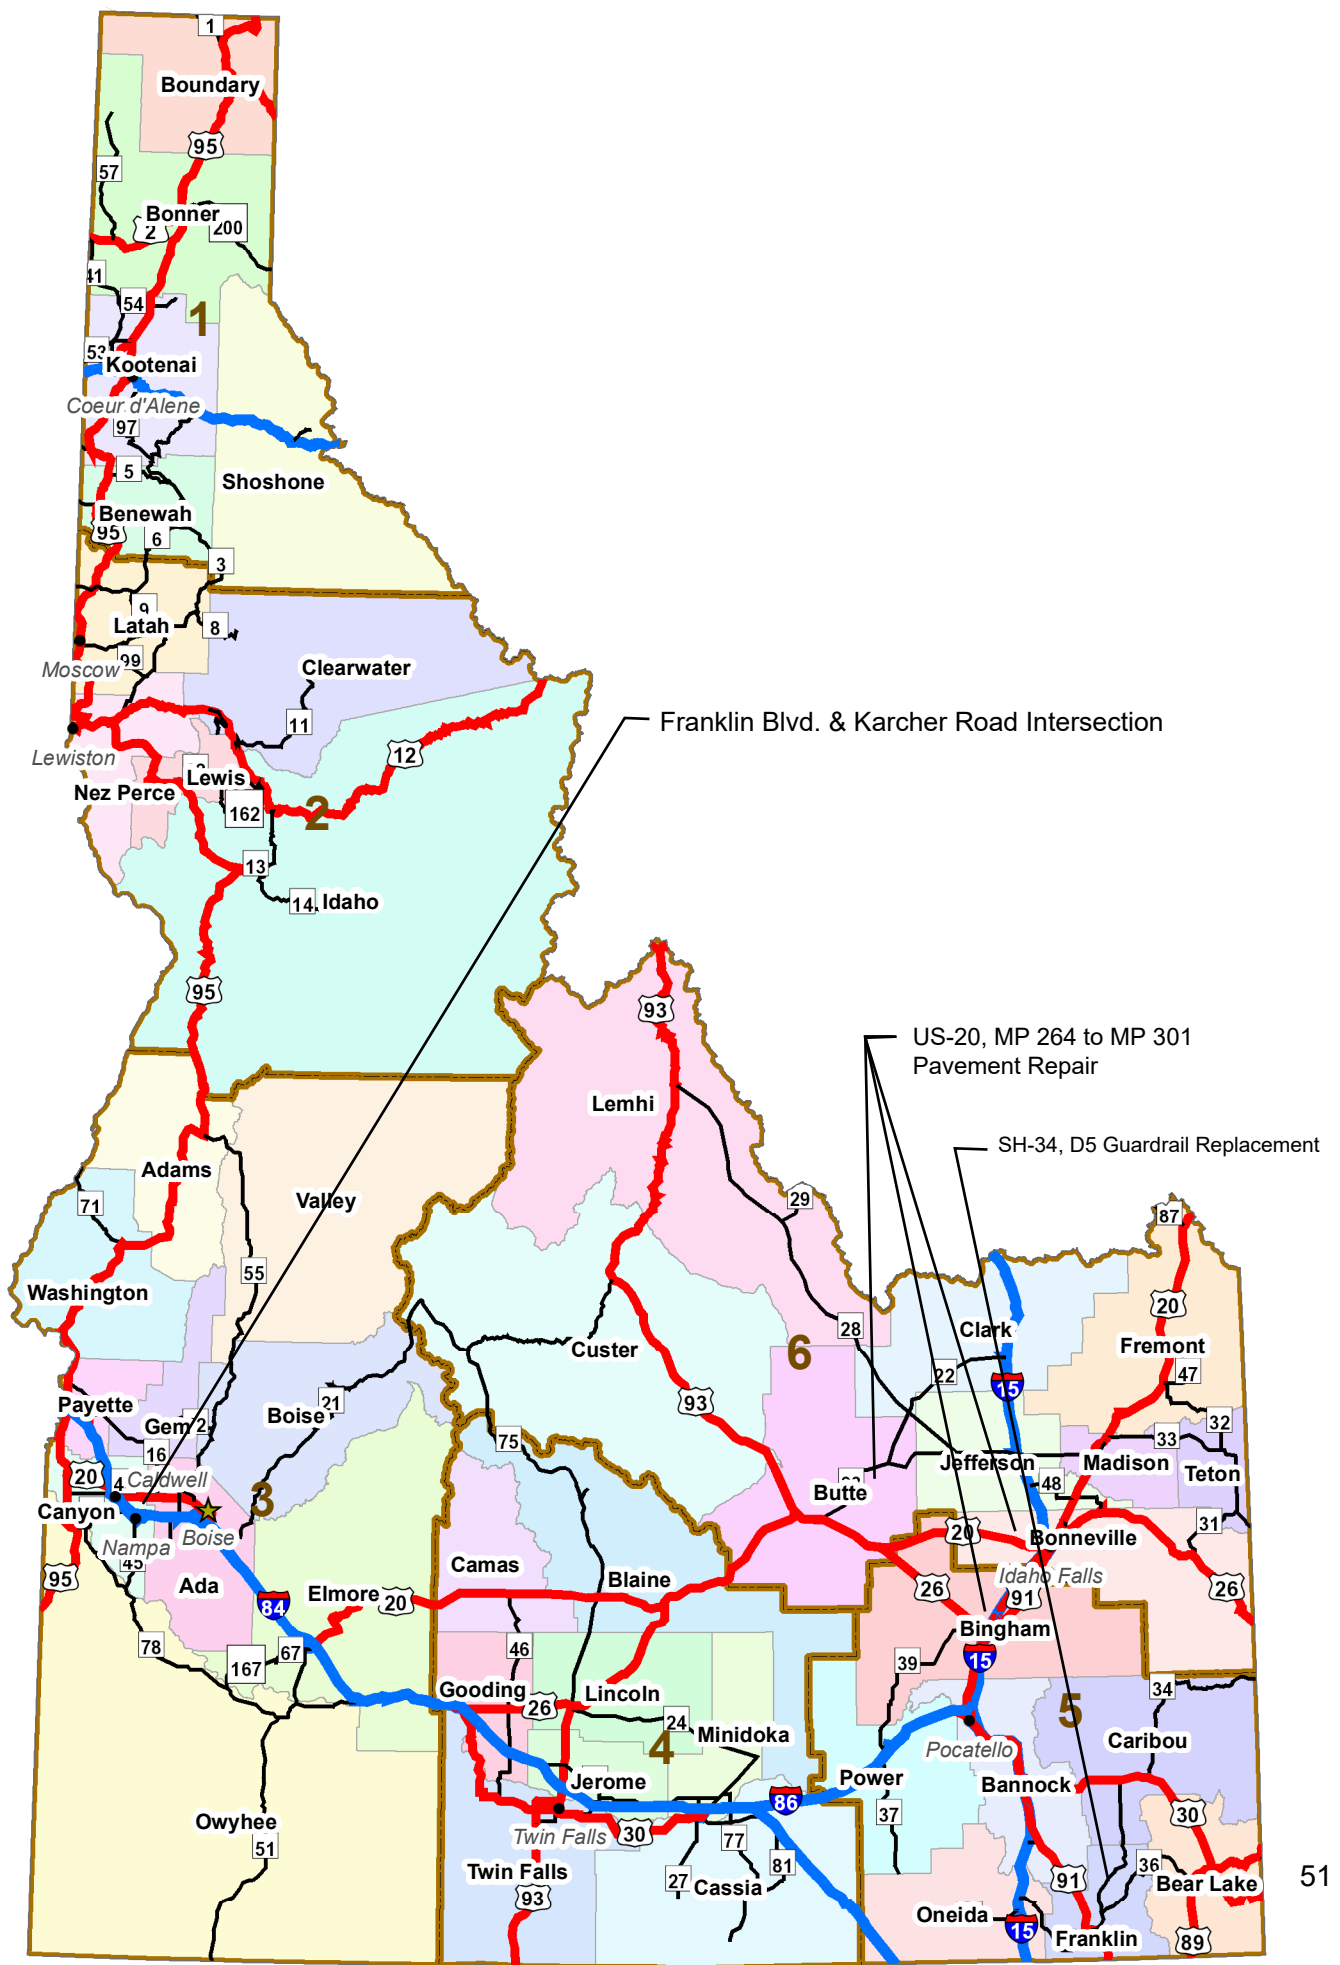 1
Boundary
95
57
Bonner
2
200
41
54
1
53
Kootenai
Coeur d'Alene
97
5
Shoshone
Benewah
95
6
3
9
Latah
8
99
Moscow
Clearwater
11
Franklin Blvd. & Karcher Road Intersection
12
Lewiston
Lewis
Nez Perce
162
2
13
14
Idaho
95
93
US-20, MP 264 to MP 301
Pavement Repair
Lemhi
SH-34, D5 Guardrail Replacement
Adams
71
Valley
29
87
55
Washington
20
28
Clark
Custer
6
Fremont
22
47
15
93
Payette
21
Boise
Gem
32
75
16
33
Jefferson
Madison
Teton
20
4
Caldwell
48
Butte
3
Canyon
31
20
Bonneville
Nampa
Boise
45
Camas
Idaho Falls
95
Ada
Elmore
20
Blaine
26
91
26
84
Bingham
78
46
167
67
39
15
Gooding
26
Lincoln
34
24
Minidoka
5
4
Pocatello
Caribou
Jerome
Power
Bannock
86
37
30
Owyhee
51
Twin Falls
30
77
Twin Falls
81
36
27
Cassia
91
Bear Lake
51
93
Oneida
15
Franklin
89